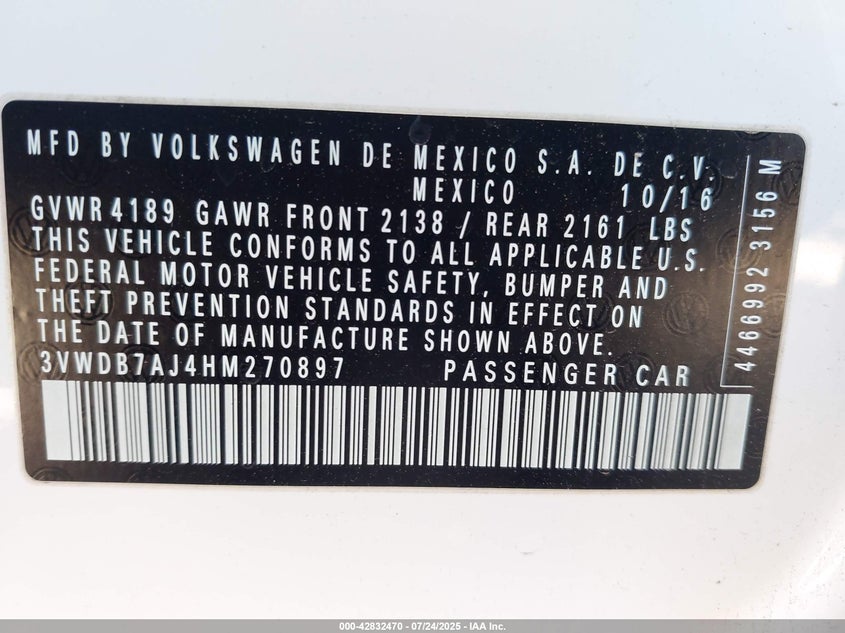 MFD BY VOLKSWAGEN DE MEXICO S.A. DE C.V.
MEXICO 10/16
GVWR 4189 GAWR FRONT 2138 / REAR 2161 LBS
THIS VEHICLE CONFORMS TO ALL APPLICABLE U.S.
FEDERAL MOTOR VEHICLE SAFETY, BUMPER AND
THEFT PREVENTION STANDARDS IN EFFECT ON
THE DATE OF MANUFACTURE SHOWN ABOVE.
3VWDB7AJ4HM270897 PASSENGER CAR
4466992 3156 M
000-42832470 - 07/24/2025 - IAA Inc.